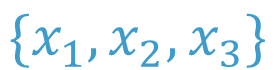 {x₁, x₂, x₃}